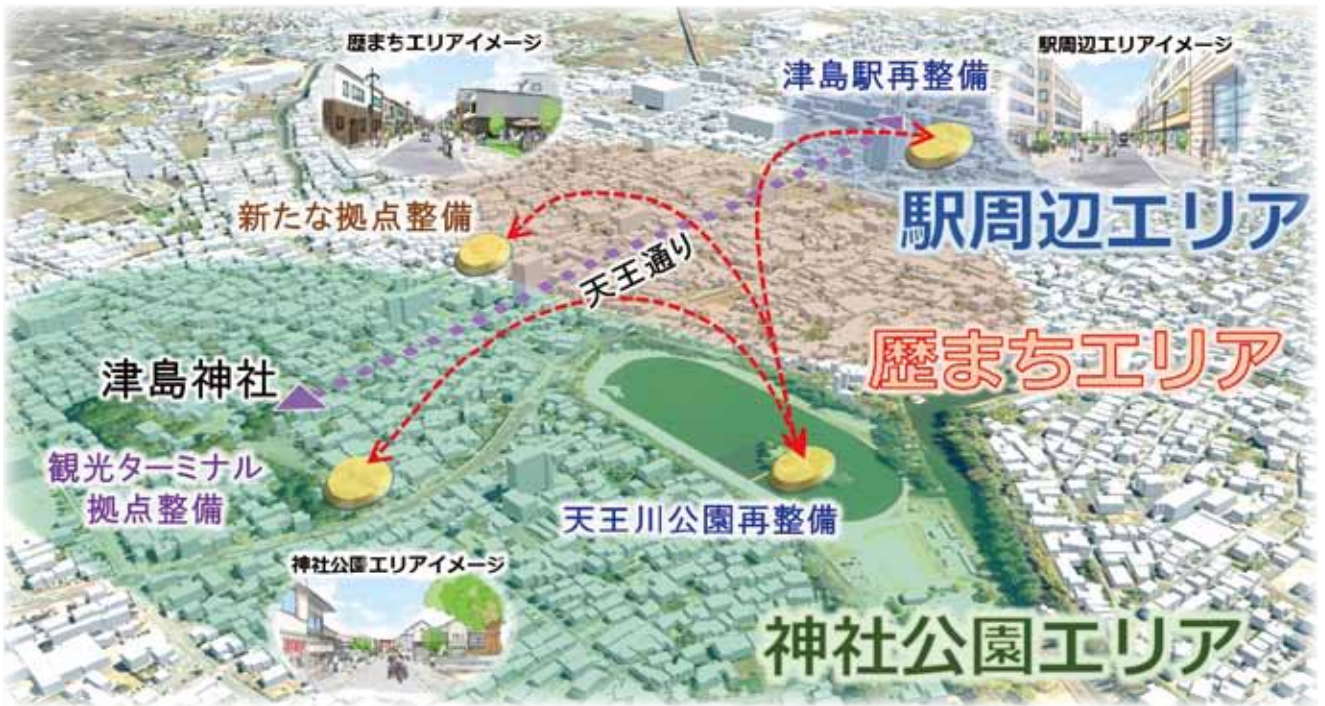 歴まちエリアイメージ
駅周辺エリアイメージ
津島駅再整備
新たな拠点整備
駅周辺エリア
天王通り
歴まちエリア
津島神社
観光ターミナル
拠点整備
天王川公園再整備
神社公園エリアイメージ
神社公園エリア